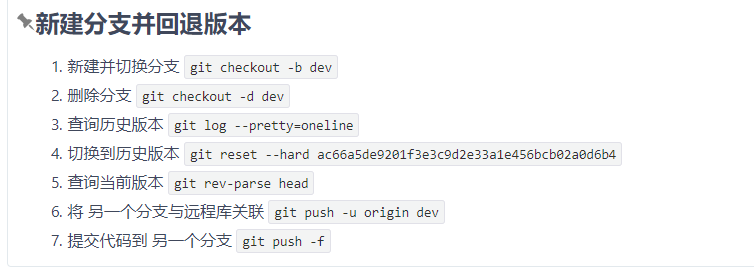 新建分支并回退版本
1. 新建并切换分支 git checkout -b dev
2. 删除分支 git checkout -d dev
3. 查询历史版本 git log --pretty=oneline
4. 切换到历史版本 git reset --hard ac66a5de9201f3e3c9d2e33a1e456bcb02a0d6b4
5. 查询当前版本 git rev-parse head
6. 将 另一个分支与远程库关联 git push -u origin dev
7. 提交代码到 另一个分支 git push -f